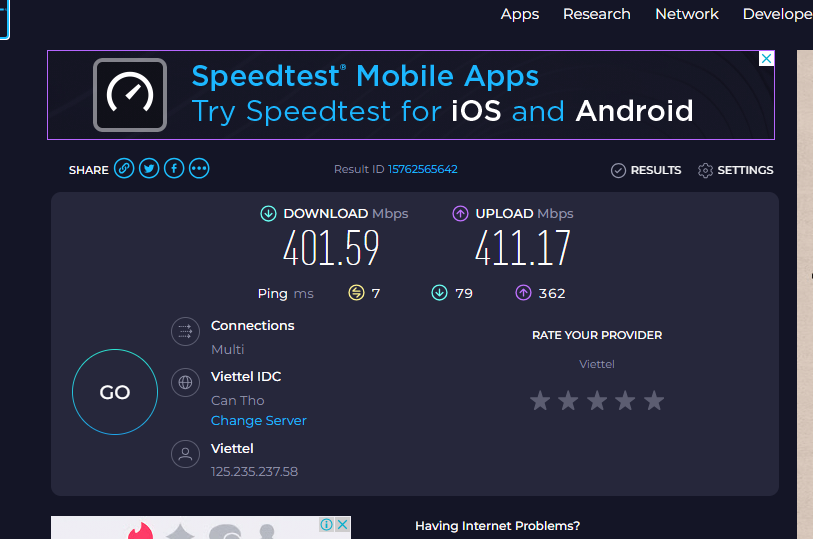 Apps Research Network Develope
Speedtest® Mobile Apps
Try Speedtest for iOS and Android
SHARE Result ID 15762565642 RESULTS SETTINGS
DOWNLOAD Mbps UPLOAD Mbps
401.59 411.17
Ping ms 7 79 362
Connections
Multi
Viettel IDC
Can Tho
Change Server
Viettel
125.235.237.58
GO
RATE YOUR PROVIDER
Viettel
Having Internet Problems?